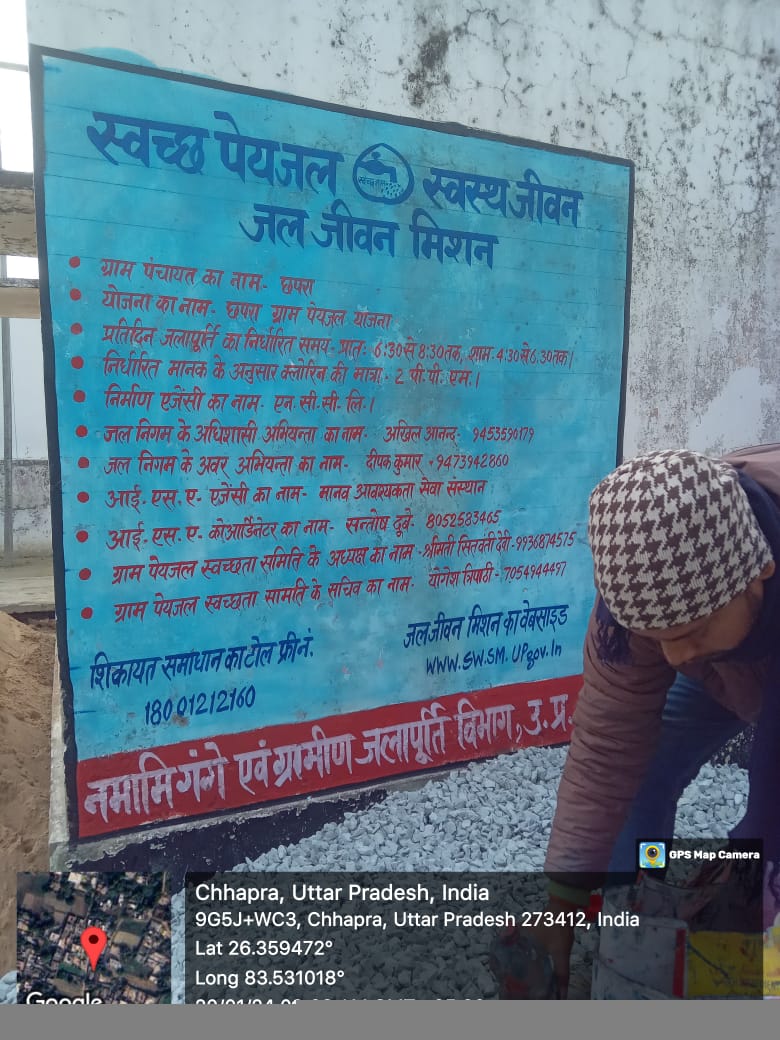 स्वच्छ पेयजल स्वस्थ जीवन
जल जीवन मिशन
ग्राम पंचायत का नाम- छपरा
योजना का नाम- छपरा ग्राम पेयजल योजना
प्रतिदिन जलापूर्ति का निर्धारित समय- प्रातः 6:30 से 8:30 तक, शाम- 4:30 से 6.30 तक।
निर्धारित मानक के अनुसार क्लोरिन की मात्रा- 2 पी. पी. एम.।
निर्माण एजेंसी का नाम- एन. सी. सी. लि.।
जल निगम के अधिशासी अभियन्ता का नाम- अखिल आनन्द- 9453590179
जल निगम के अवर अभियन्ता का नाम- दीपक कुमार - 9473942860
आई. एस. ए- एजेंसी का नाम- मानव आवश्यकता सेवा संस्थान
आई. एस. ए- कोआर्डिनेटर का नाम- सन्तोष दूबे- 8052583465
ग्राम पेयजल स्वच्छता समिति के अध्यक्ष का नाम - श्रीमती सितवंती देवी - 9936874575
ग्राम पेयजल स्वच्छता समिति के सचिव का नाम- योगेश त्रिपाठी - 7054944497
शिकायत समाधान का टोल फ्री नं.
18001212160
जल जीवन मिशन का वेबसाइड
www.SWSM.UPgov.In
नमामि गंगे एवं ग्रामीण जलापूर्ति विभाग, उ. प्र.
GPS Map Camera
Chhapra, Uttar Pradesh, India
9G5J+WC3, Chhapra, Uttar Pradesh 273412, India
Lat 26.359472°
Long 83.531018°
Google